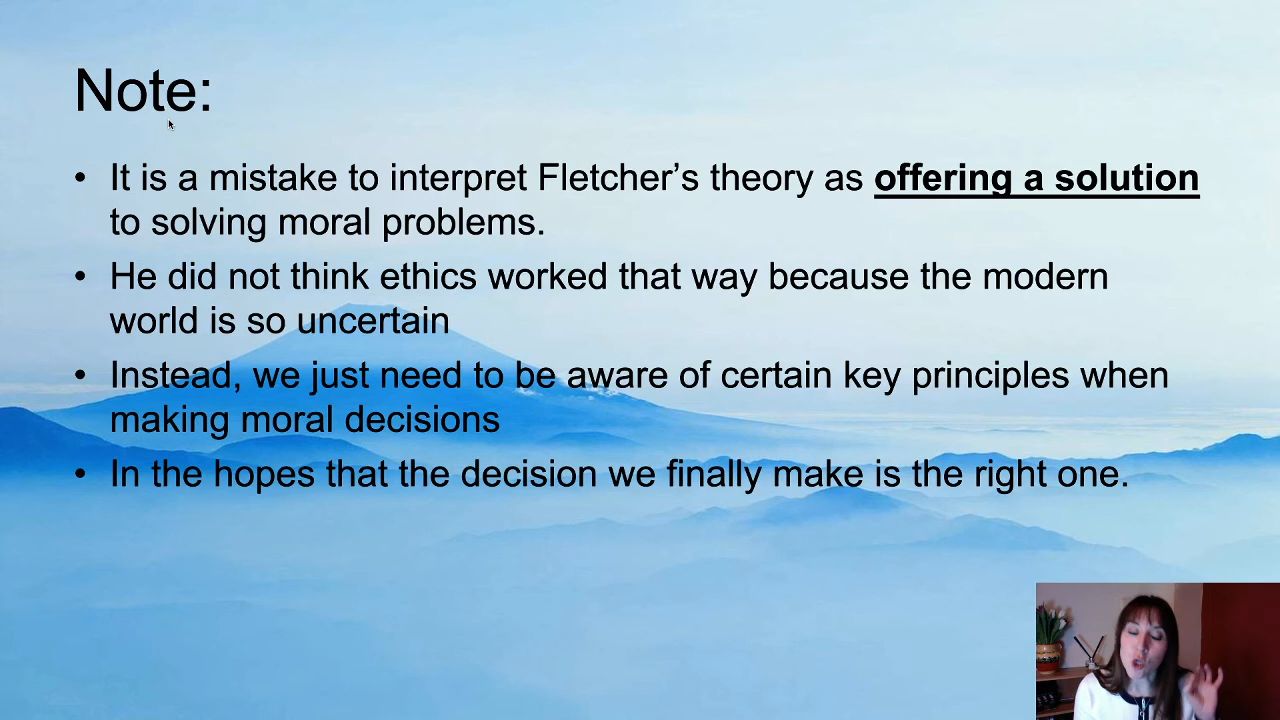 Note:
• It is a mistake to interpret Fletcher’s theory as offering a solution
to solving moral problems.
• He did not think ethics worked that way because the modern
world is so uncertain
• Instead, we just need to be aware of certain key principles when
making moral decisions
• In the hopes that the decision we finally make is the right one.